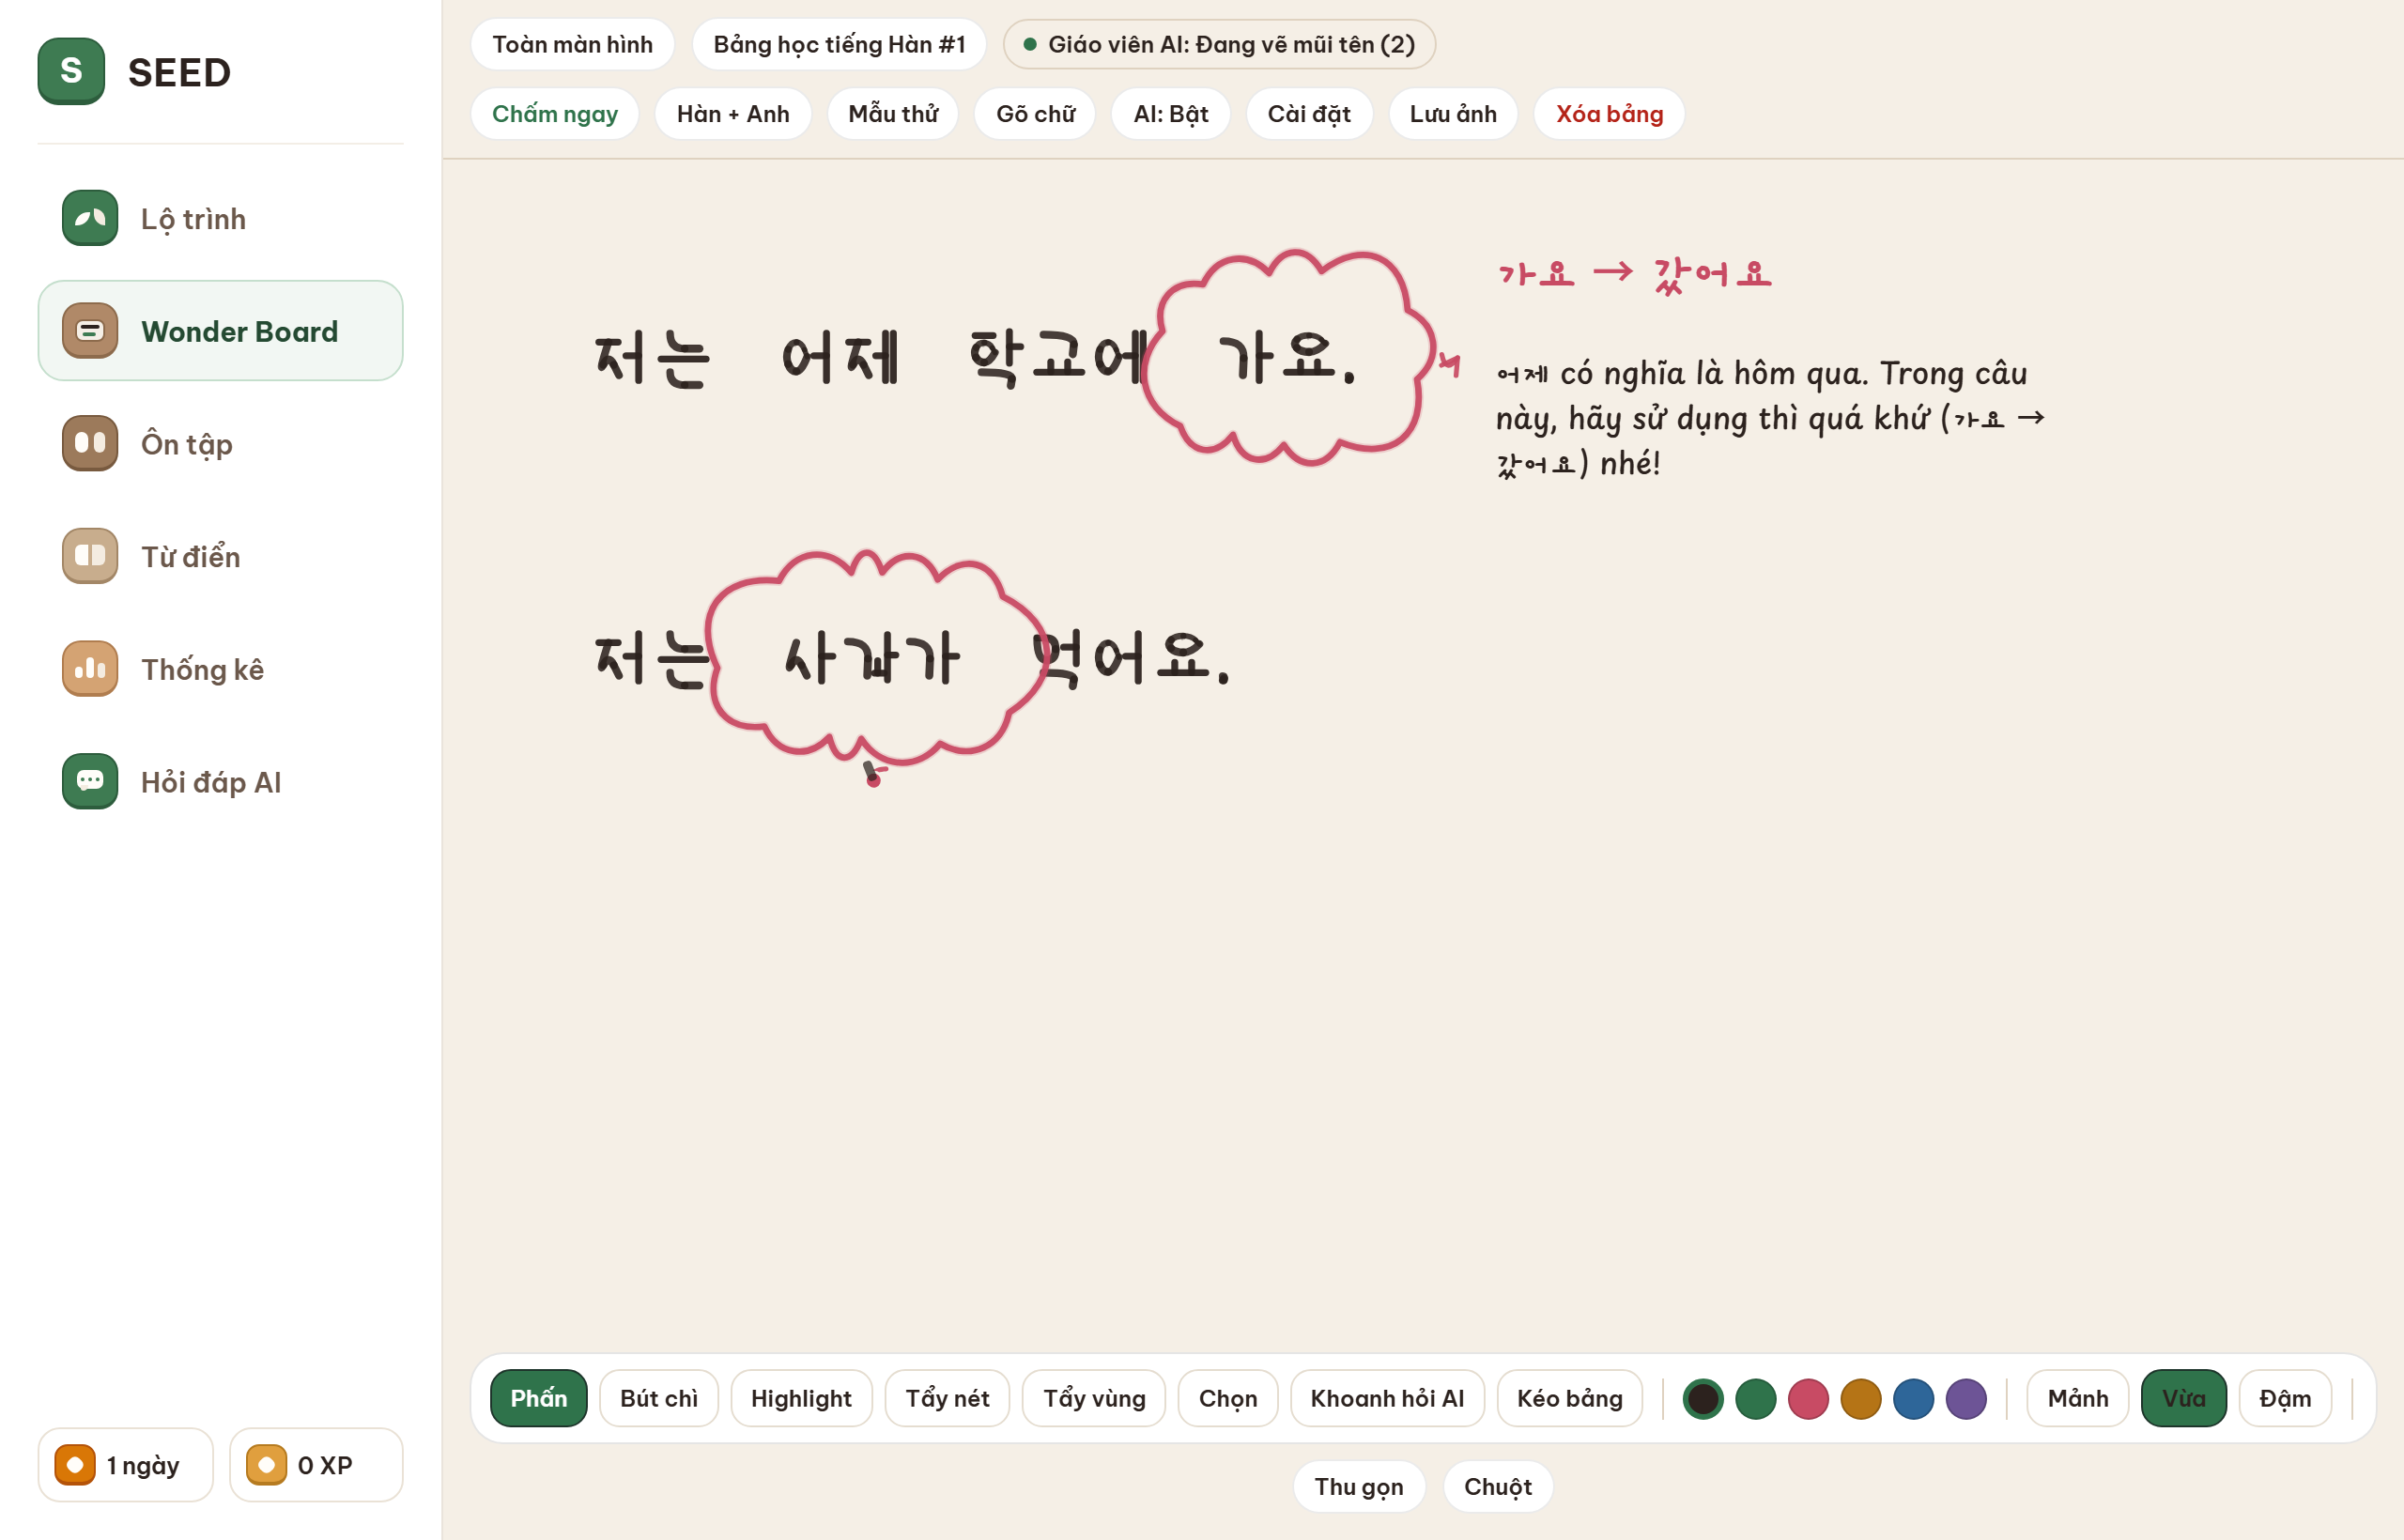 S SEED
Toàn màn hình
Bảng học tiếng Hàn #1
Giáo viên AI: Đang vẽ mũi tên (2)
Chấm ngay
Hàn + Anh
Mẫu thử
Gõ chữ
AI: Bật
Cài đặt
Lưu ảnh
Xóa bảng
Lộ trình
Wonder Board
Ôn tập
Từ điển
Thống kê
Hỏi đáp AI
1 ngày
0 XP
저는 어제 학교에 가요.
가요 → 갔어요
어제 có nghĩa là hôm qua. Trong câu
này, hãy sử dụng thì quá khứ (가요 →
갔어요) nhé!
저는 사과가 먹어요.
Phấn
Bút chì
Highlight
Tẩy nét
Tẩy vùng
Chọn
Khoanh hỏi AI
Kéo bảng
Mảnh
Vừa
Đậm
Thu gọn
Chuột